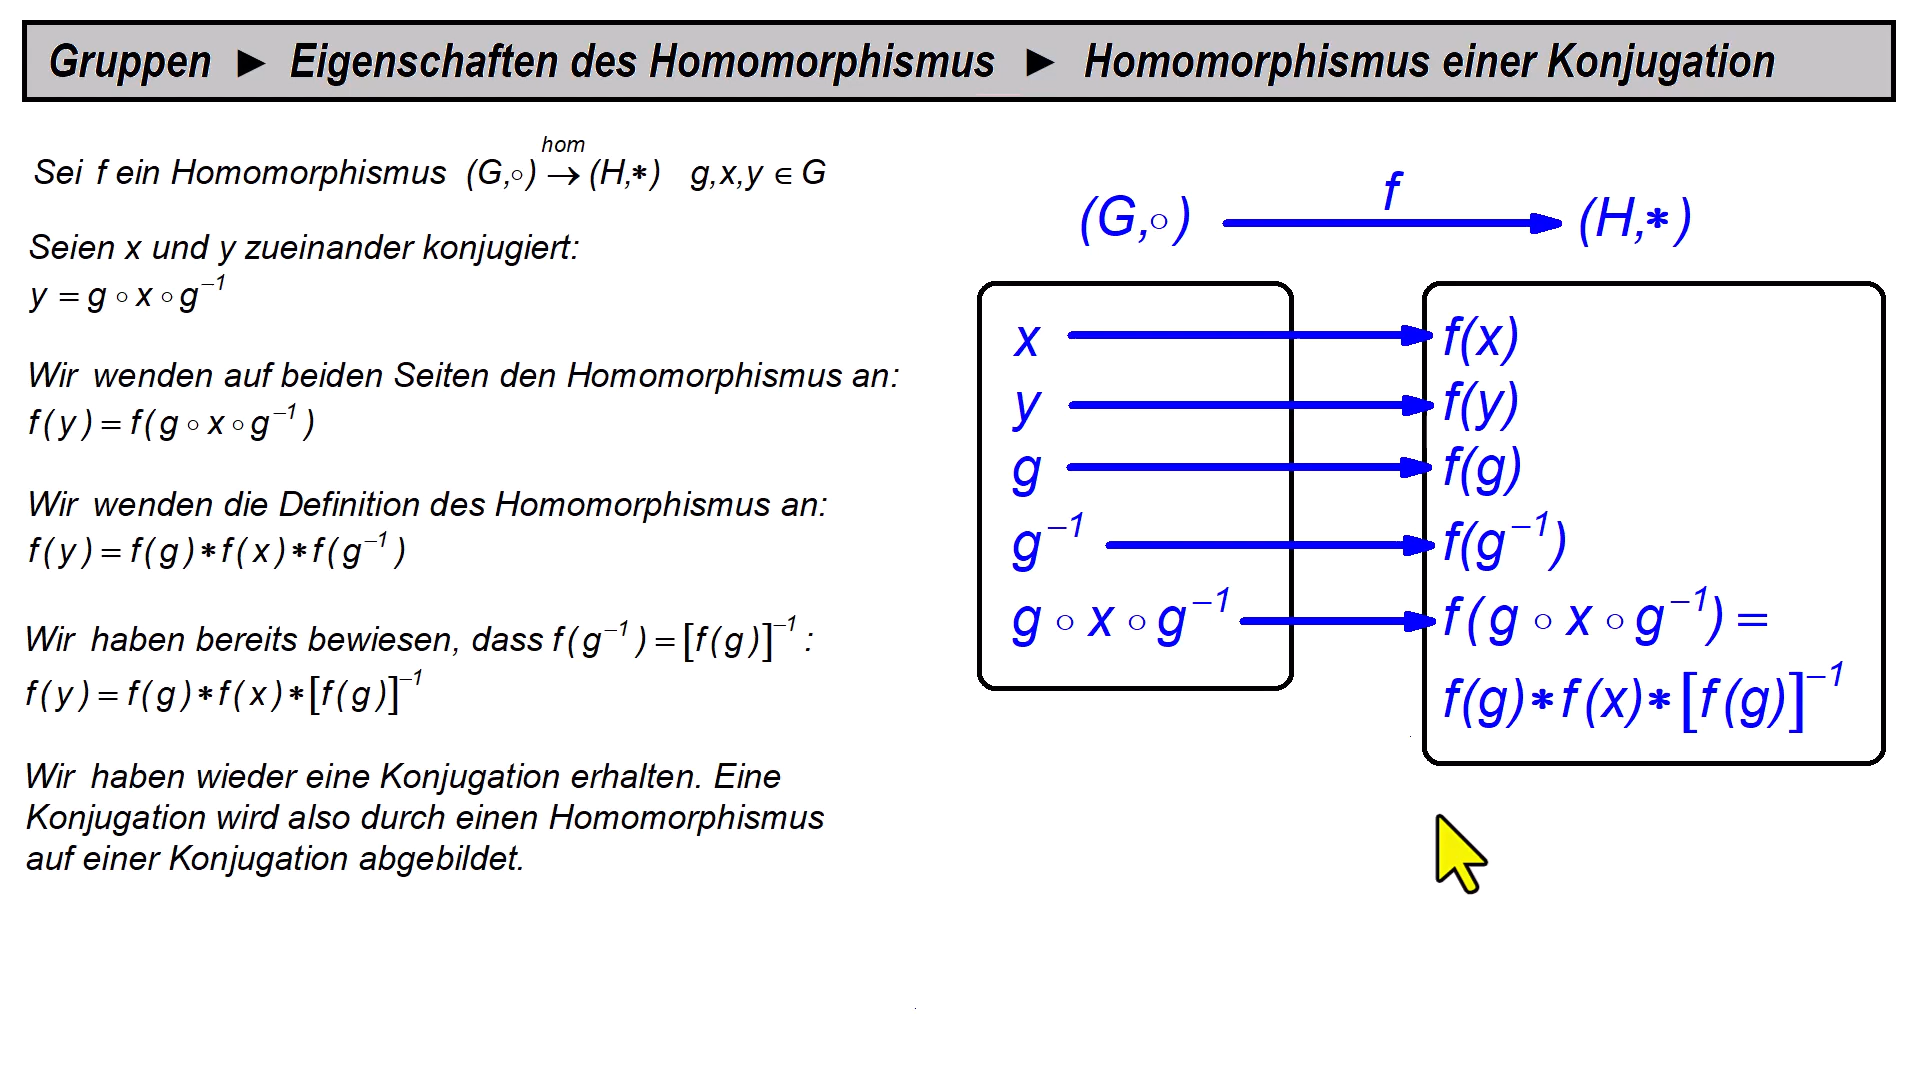 Gruppen ► Eigenschaften des Homomorphismus ► Homomorphismus einer Konjugation
Sei f ein Homomorphismus (G,∘) →^hom (H,∗) g,x,y ∈ G
Seien x und y zueinander konjugiert:
y = g ∘ x ∘ g⁻¹
Wir wenden auf beiden Seiten den Homomorphismus an:
f(y) = f(g ∘ x ∘ g⁻¹)
Wir wenden die Definition des Homomorphismus an:
f(y) = f(g) ∗ f(x) ∗ f(g⁻¹)
Wir haben bereits bewiesen, dass f(g⁻¹) = [f(g)]⁻¹ :
f(y) = f(g) ∗ f(x) ∗ [f(g)]⁻¹
Wir haben wieder eine Konjugation erhalten. Eine
Konjugation wird also durch einen Homomorphismus
auf einer Konjugation abgebildet.
f
(G,∘) (H,∗)
x f(x)
y f(y)
g f(g)
g⁻¹ f(g⁻¹)
g ∘ x ∘ g⁻¹ f(g ∘ x ∘ g⁻¹) =
f(g) ∗ f(x) ∗ [f(g)]⁻¹